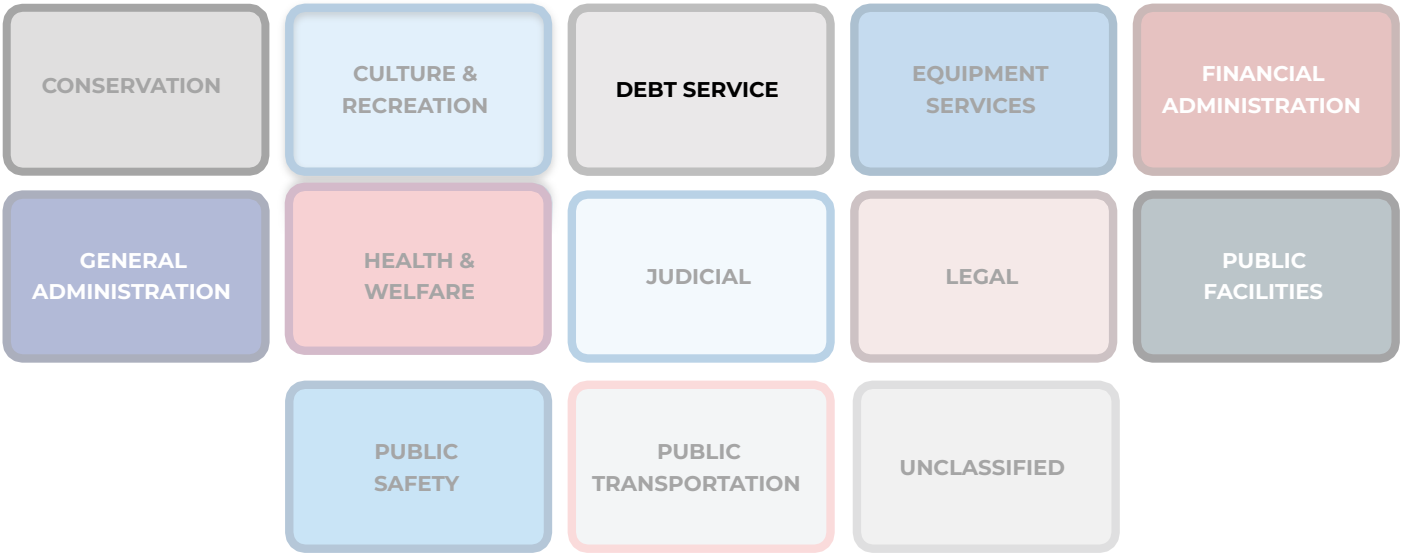 CONSERVATION
CULTURE &
RECREATION
DEBT SERVICE
EQUIPMENT
SERVICES
FINANCIAL
ADMINISTRATION
GENERAL
ADMINISTRATION
HEALTH &
WELFARE
JUDICIAL
LEGAL
PUBLIC
FACILITIES
PUBLIC
SAFETY
PUBLIC
TRANSPORTATION
UNCLASSIFIED